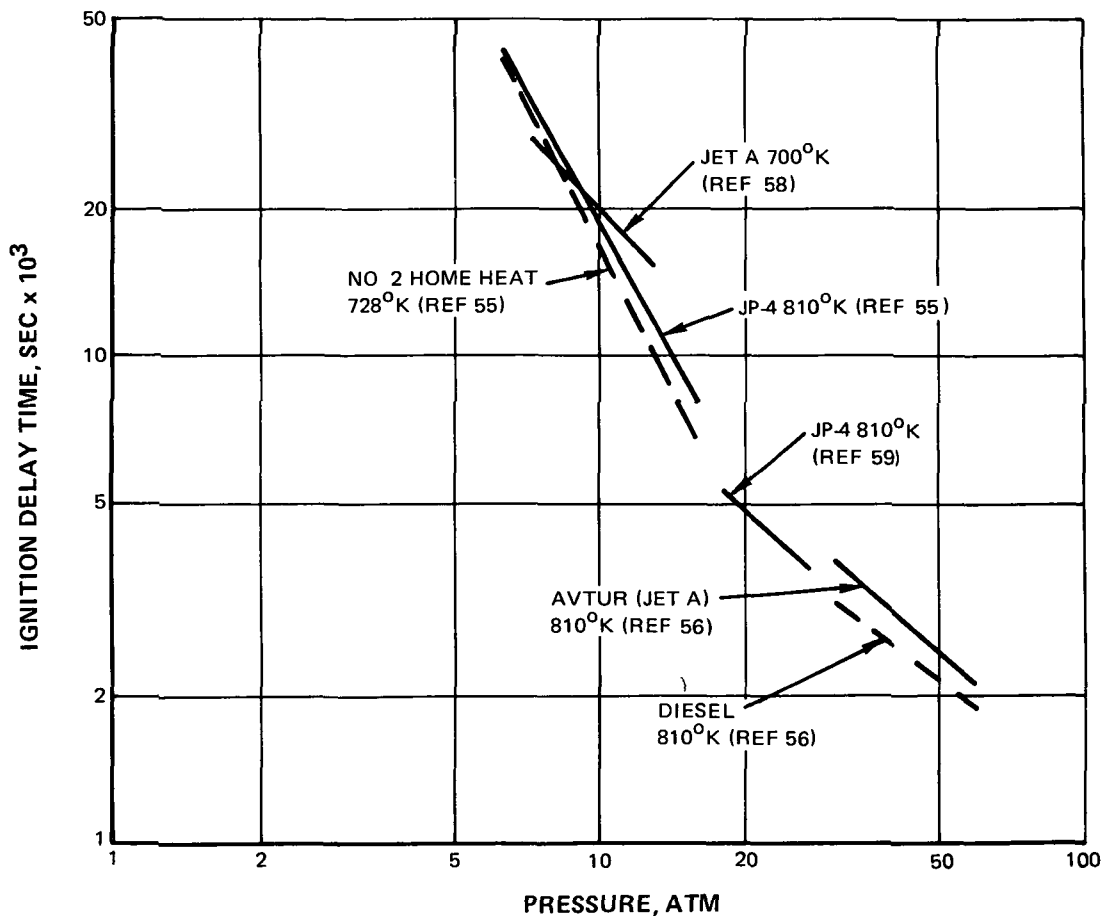 50
20
10
5
2
1
IGNITION DELAY TIME, SEC x 10³
JET A 700°K
(REF 58)
NO 2 HOME HEAT
728°K (REF 55)
JP-4 810°K (REF 55)
JP-4 810°K
(REF 59)
AVTUR (JET A)
810°K (REF 56)
DIESEL
810°K (REF 56)
1 2 5 10 20 50 100
PRESSURE, ATM